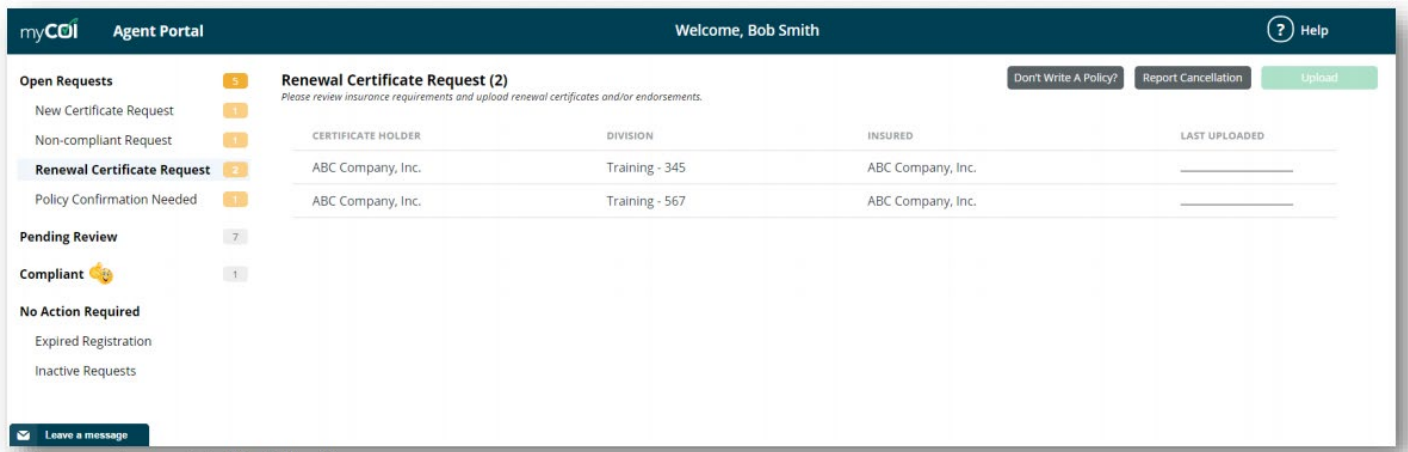 myCOI Agent Portal Welcome, Bob Smith ? Help
Open Requests 5
New Certificate Request 1
Non-compliant Request 1
Renewal Certificate Request 2
Policy Confirmation Needed 1
Pending Review 7
Compliant 1
No Action Required
Expired Registration
Inactive Requests
Leave a message
Renewal Certificate Request (2)
Please review insurance requirements and upload renewal certificates and/or endorsements.
Don't Write A Policy? Report Cancellation Upload
CERTIFICATE HOLDER DIVISION INSURED LAST UPLOADED
ABC Company, Inc. Training - 345 ABC Company, Inc.
ABC Company, Inc. Training - 567 ABC Company, Inc.